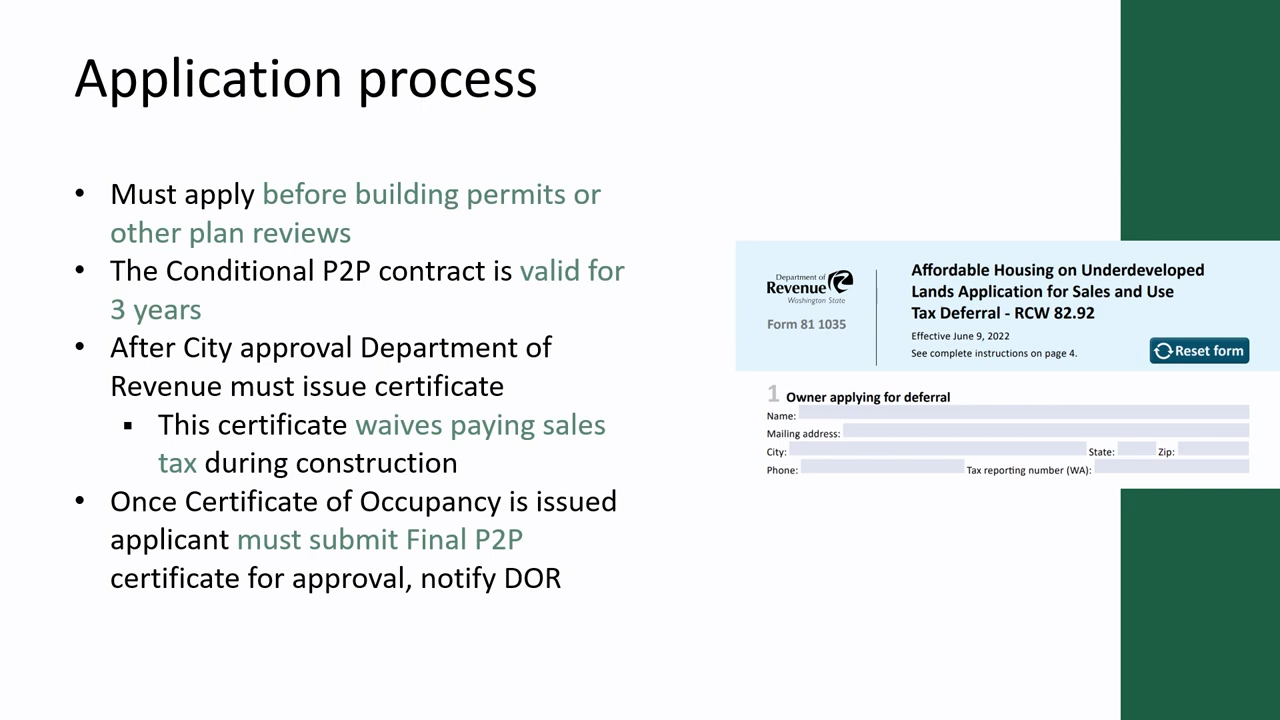 Application process
• Must apply before building permits or
other plan reviews
• The Conditional P2P contract is valid for
3 years
• After City approval Department of
Revenue must issue certificate
▪ This certificate waives paying sales
tax during construction
• Once Certificate of Occupancy is issued
applicant must submit Final P2P
certificate for approval, notify DOR
Department of
Revenue
Washington State
Form 81 1035
Affordable Housing on Underdeveloped
Lands Application for Sales and Use
Tax Deferral - RCW 82.92
Effective June 9, 2022
See complete instructions on page 4.
Reset form
1 Owner applying for deferral
Name:
Mailing address:
City: State: Zip:
Phone: Tax reporting number (WA):